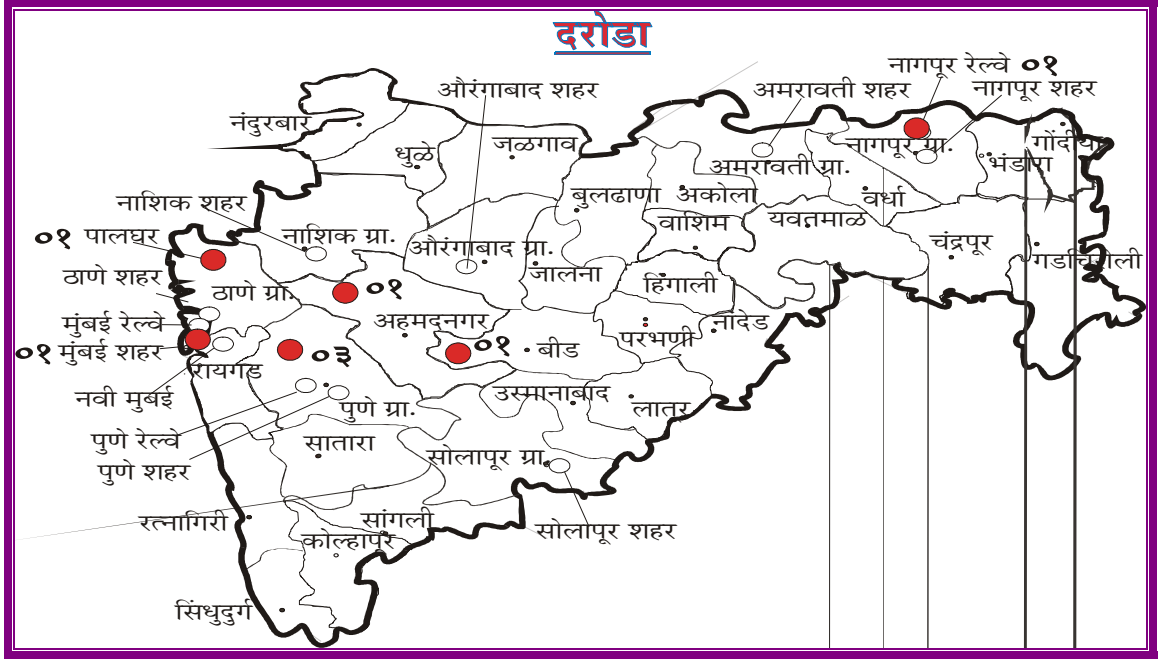 दरोडा
नागपूर रेल्वे ०१
औरंगाबाद शहर
अमरावती शहर
नागपूर शहर
नंदुरबार
धुळे
जळगाव
नागपूर ग्रा.
गोंदीया
भंडारा
अमरावती ग्रा.
बुलढाणा
अकोला
वर्धा
नाशिक शहर
वाशिम
यवतमाळ
०१ पालघर
नाशिक ग्रा.
औरंगाबाद ग्रा.
चंद्रपूर
गडचिरोली
ठाणे शहर
जालना
हिंगाली
ठाणे ग्रा.
०१
मुंबई रेल्वे
अहमदनगर
नांदेड
परभणी
०१ मुंबई शहर
०३
०१
बीड
रायगड
नवी मुंबई
उस्मानाबाद
लातूर
पुणे ग्रा.
पुणे रेल्वे
सातारा
पुणे शहर
सोलापूर ग्रा.
रत्नागिरी
सांगली
सोलापूर शहर
कोल्हापूर
सिंधुदुर्ग